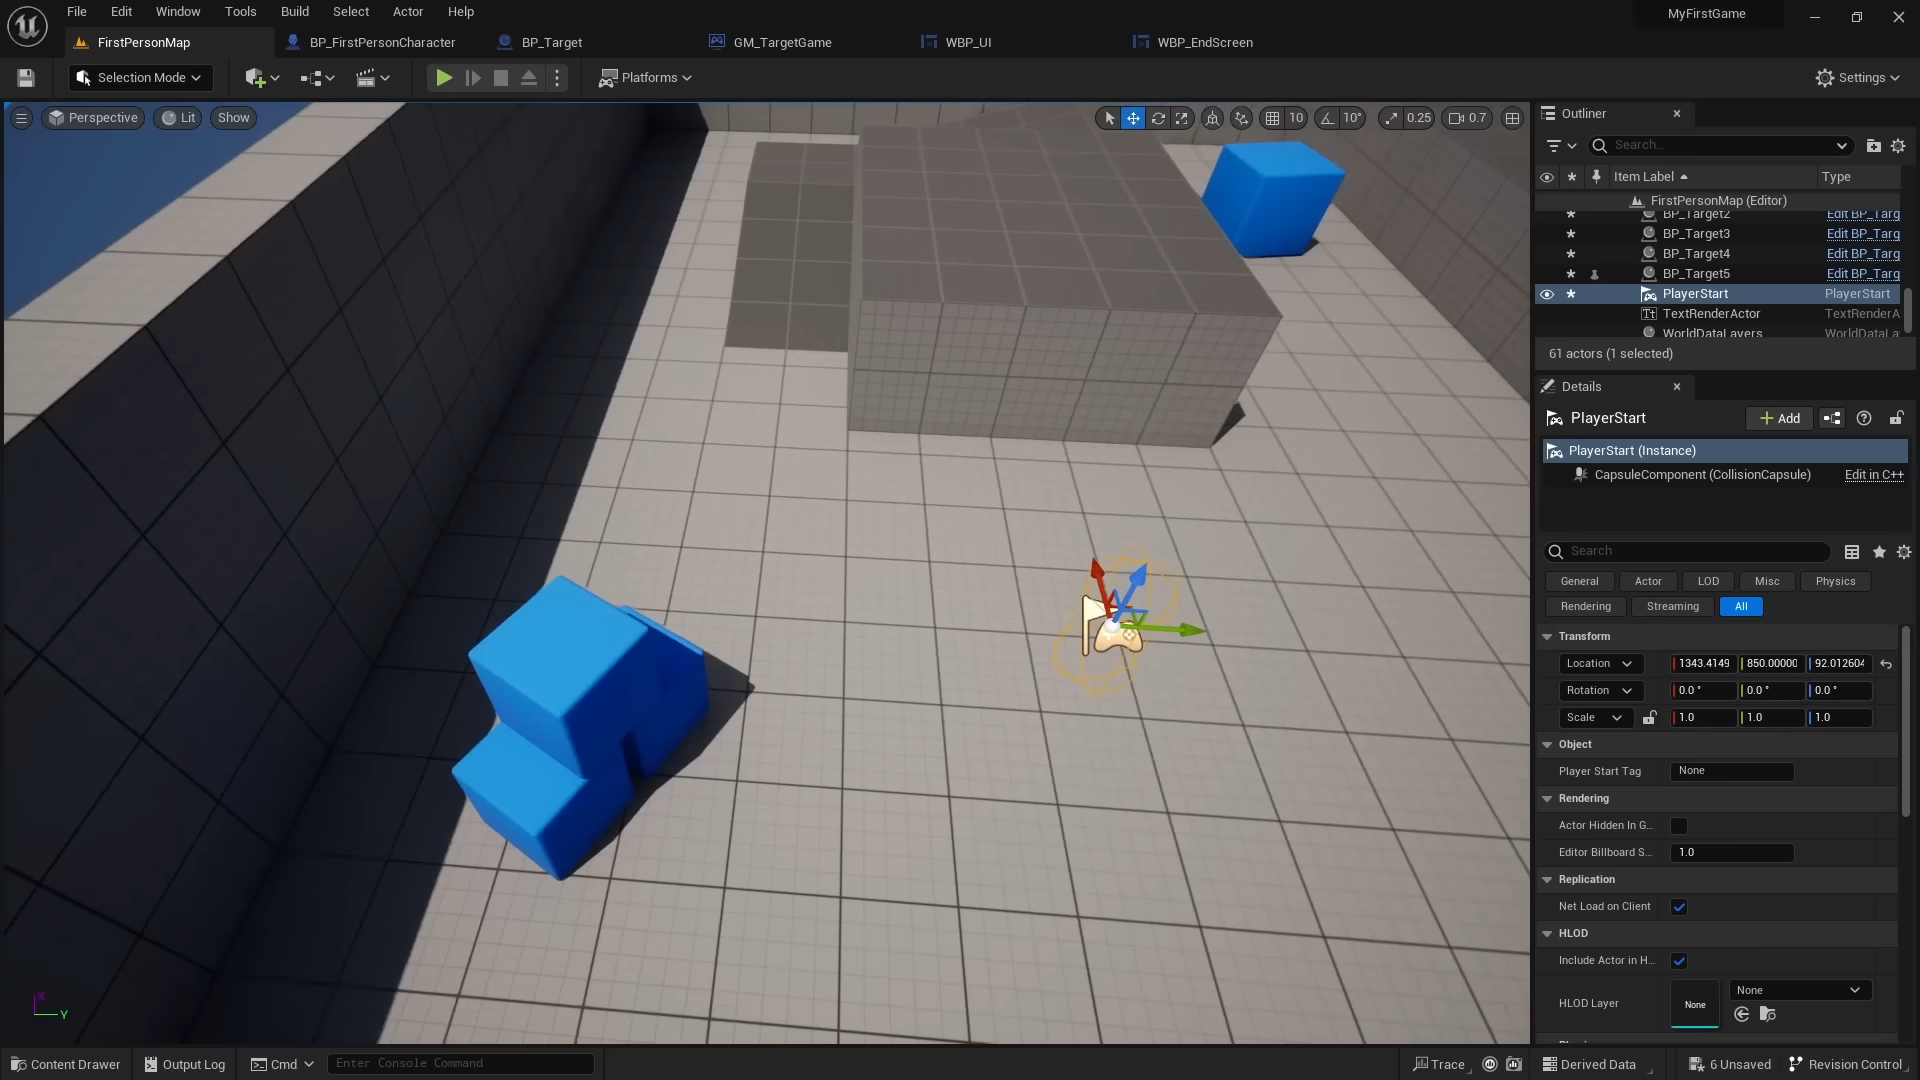 File Edit Window Tools Build Select Actor Help
MyFirstGame
FirstPersonMap BP_FirstPersonCharacter BP_Target GM_TargetGame WBP_UI WBP_EndScreen
Selection Mode Platforms Settings
Perspective Lit Show 10 10° 0.25 0.7
Outliner
Search...
Item Label Type
FirstPersonMap (Editor)
BP_Target2 Edit BP_Targ
BP_Target3 Edit BP_Targ
BP_Target4 Edit BP_Targ
BP_Target5 Edit BP_Targ
PlayerStart PlayerStart
TextRenderActor TextRenderA
WorldDataLayers WorldDataLa
61 actors (1 selected)
Details
PlayerStart Add
PlayerStart (Instance)
CapsuleComponent (CollisionCapsule) Edit in C++
Search
General Actor LOD Misc Physics
Rendering Streaming All
Transform
Location 1343.4149 850.00000 92.012604
Rotation 0.0 ° 0.0 ° 0.0 °
Scale 1.0 1.0 1.0
Object
Player Start Tag None
Rendering
Actor Hidden In G...
Editor Billboard S... 1.0
Replication
Net Load on Client
HLOD
Include Actor in H...
HLOD Layer None None
X
Y
Content Drawer Output Log Cmd Enter Console Command Trace Derived Data 6 Unsaved Revision Control